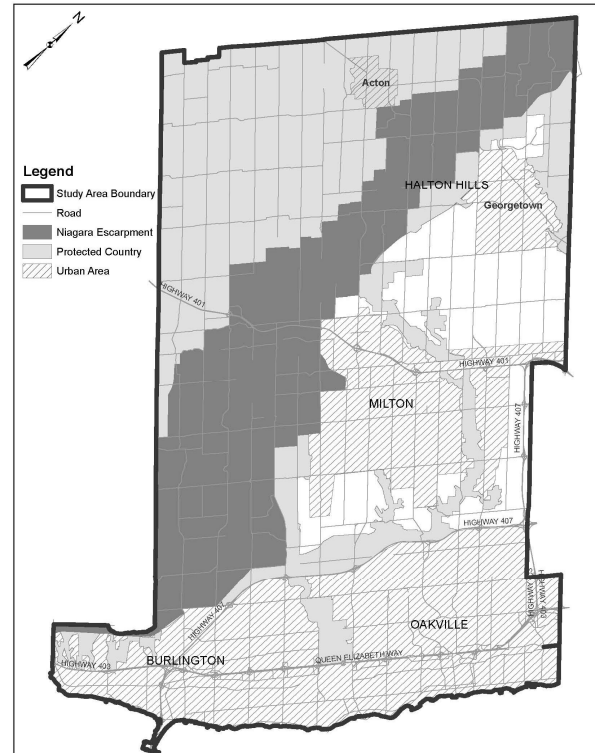 N
Acton
HALTON HILLS
Georgetown
Legend
Study Area Boundary
Road
Niagara Escarpment
Protected Country
Urban Area
HIGHWAY 401
HIGHWAY 401
HIGHWAY 407
MILTON
HIGHWAY 407
HIGHWAY 403
HIGHWAY 407
OAKVILLE
BURLINGTON
QUEEN ELIZABETH WAY
HIGHWAY 403